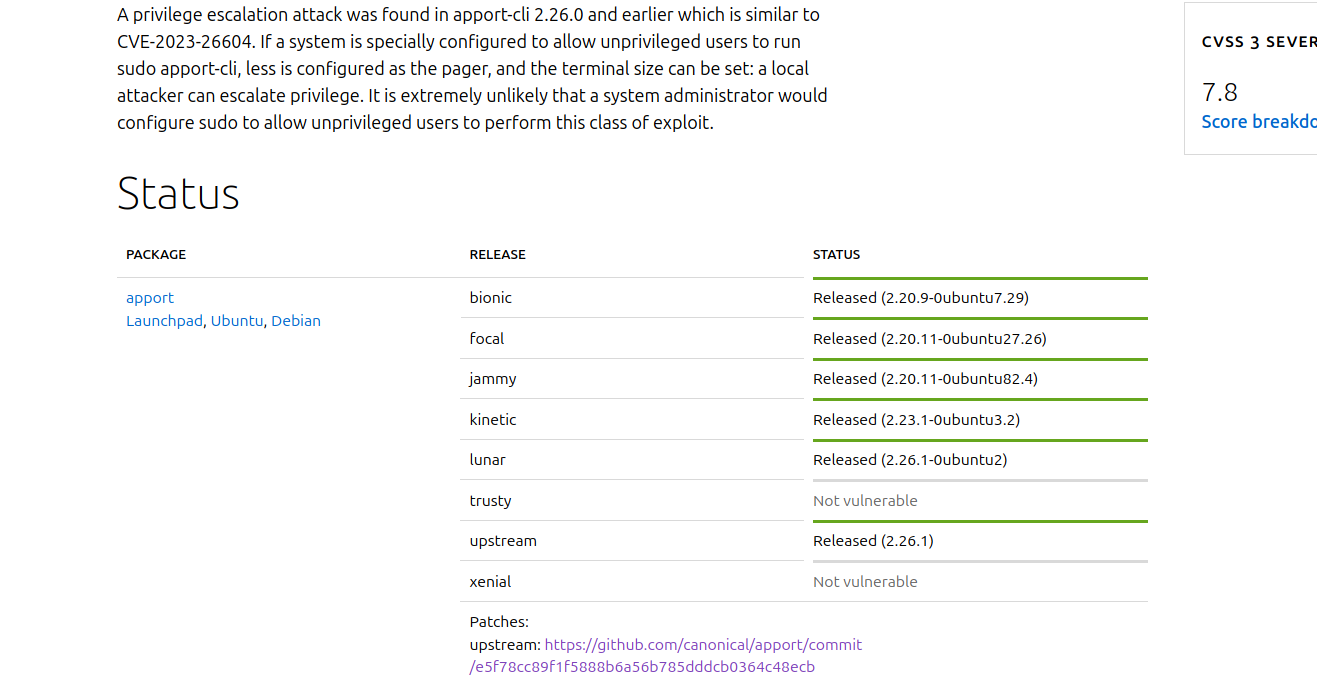 A privilege escalation attack was found in apport-cli 2.26.0 and earlier which is similar to
CVE-2023-26604. If a system is specially configured to allow unprivileged users to run
sudo apport-cli, less is configured as the pager, and the terminal size can be set: a local
attacker can escalate privilege. It is extremely unlikely that a system administrator would
configure sudo to allow unprivileged users to perform this class of exploit.
CVSS 3 SEVER
7.8
Score breakdo
Status
PACKAGE RELEASE STATUS
apport bionic Released (2.20.9-0ubuntu7.29)
Launchpad, Ubuntu, Debian
focal Released (2.20.11-0ubuntu27.26)
jammy Released (2.20.11-0ubuntu82.4)
kinetic Released (2.23.1-0ubuntu3.2)
lunar Released (2.26.1-0ubuntu2)
trusty Not vulnerable
upstream Released (2.26.1)
xenial Not vulnerable
Patches:
upstream: https://github.com/canonical/apport/commit
/e5f78cc89f1f5888b6a56b785dddcb0364c48ecb